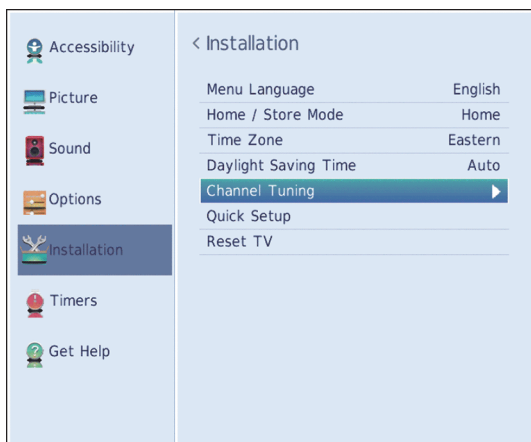 Accessibility
Picture
Sound
Options
Installation
Timers
Get Help
< Installation
Menu Language English
Home / Store Mode Home
Time Zone Eastern
Daylight Saving Time Auto
Channel Tuning
Quick Setup
Reset TV